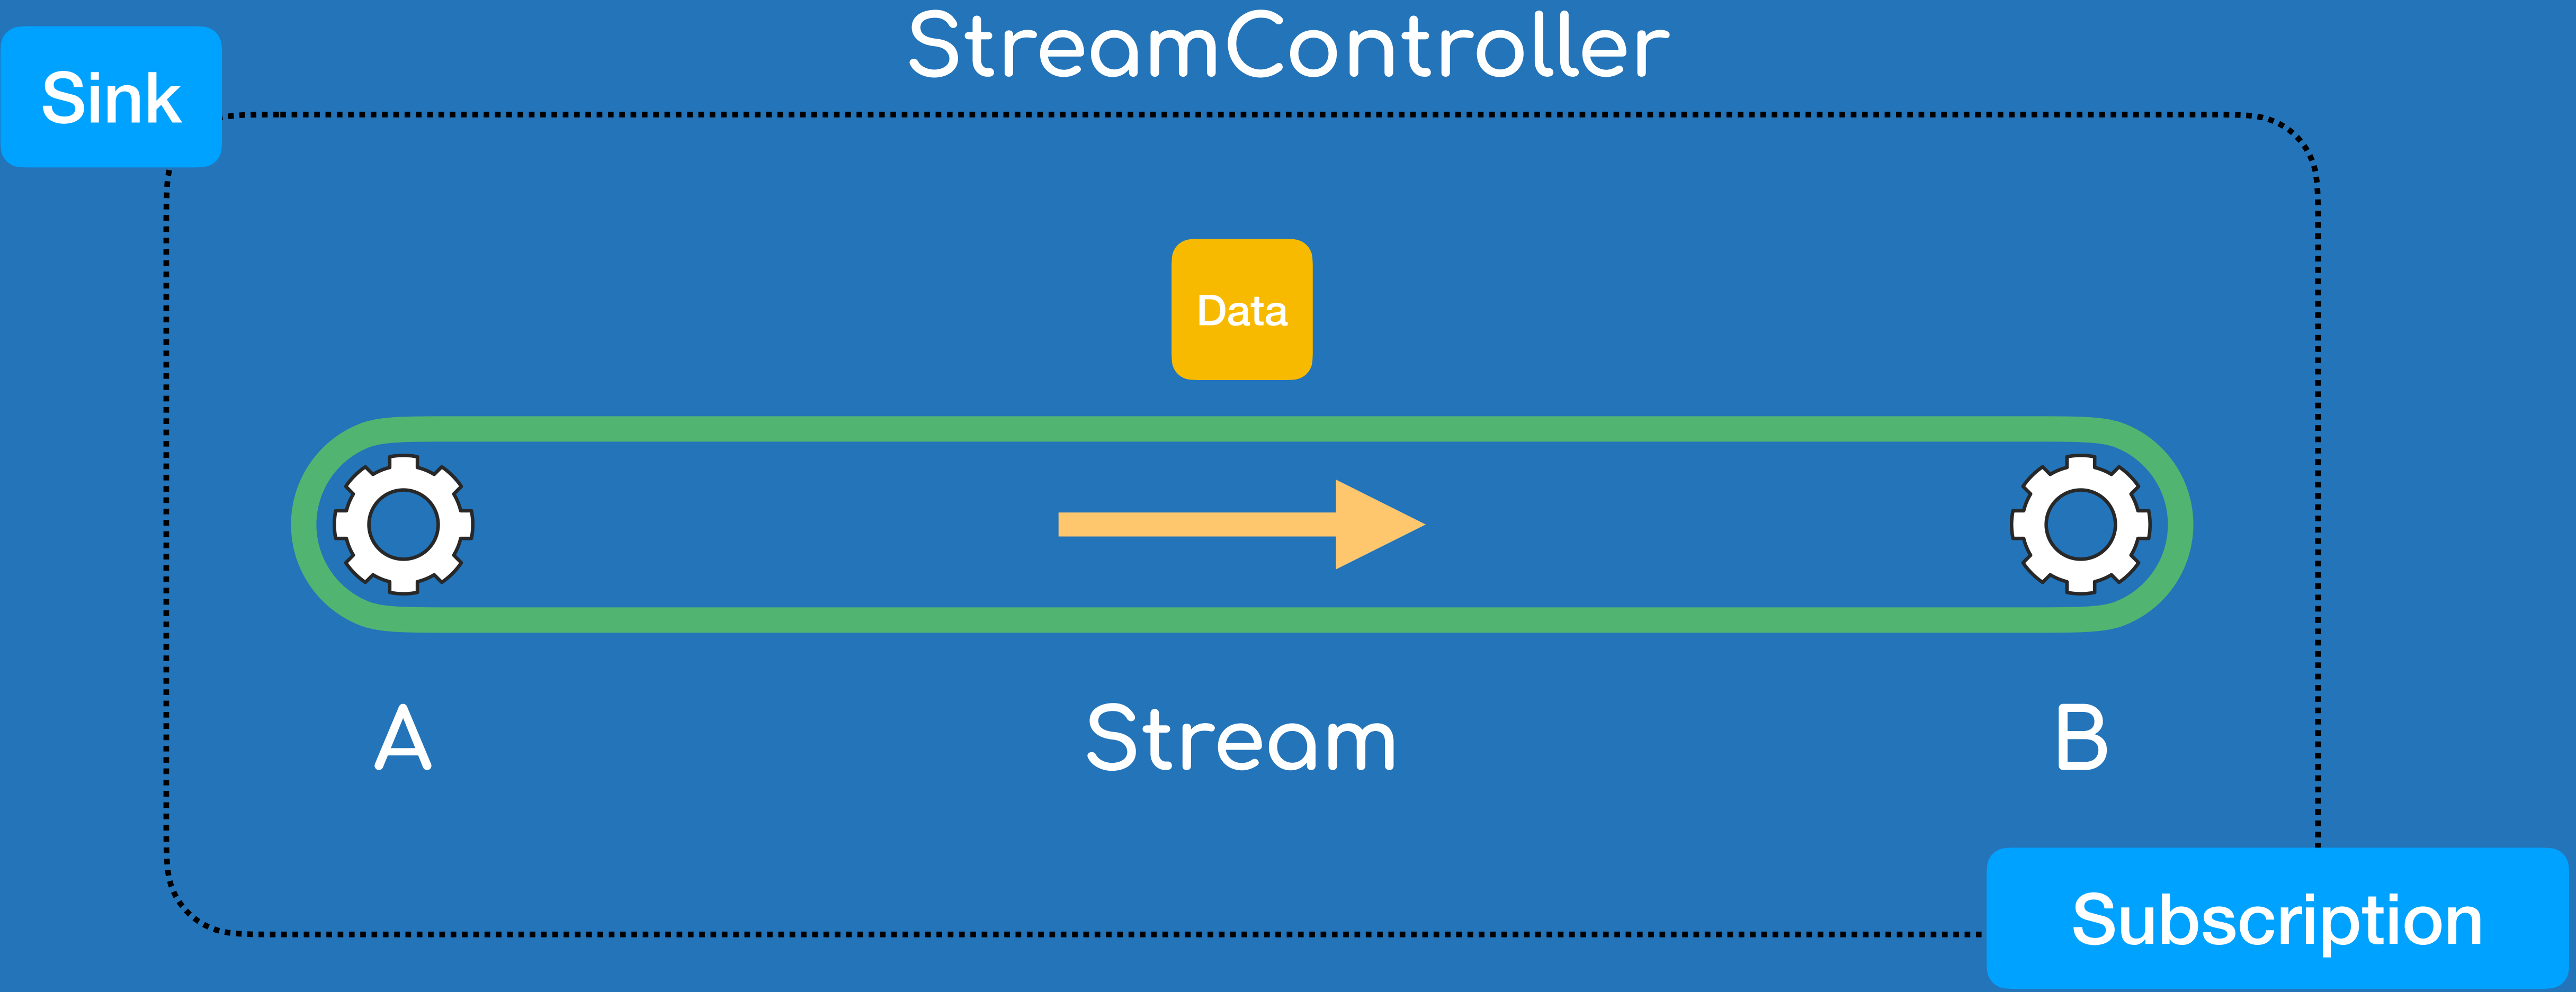 StreamController
Sink
Data
A
Stream
B
Subscription